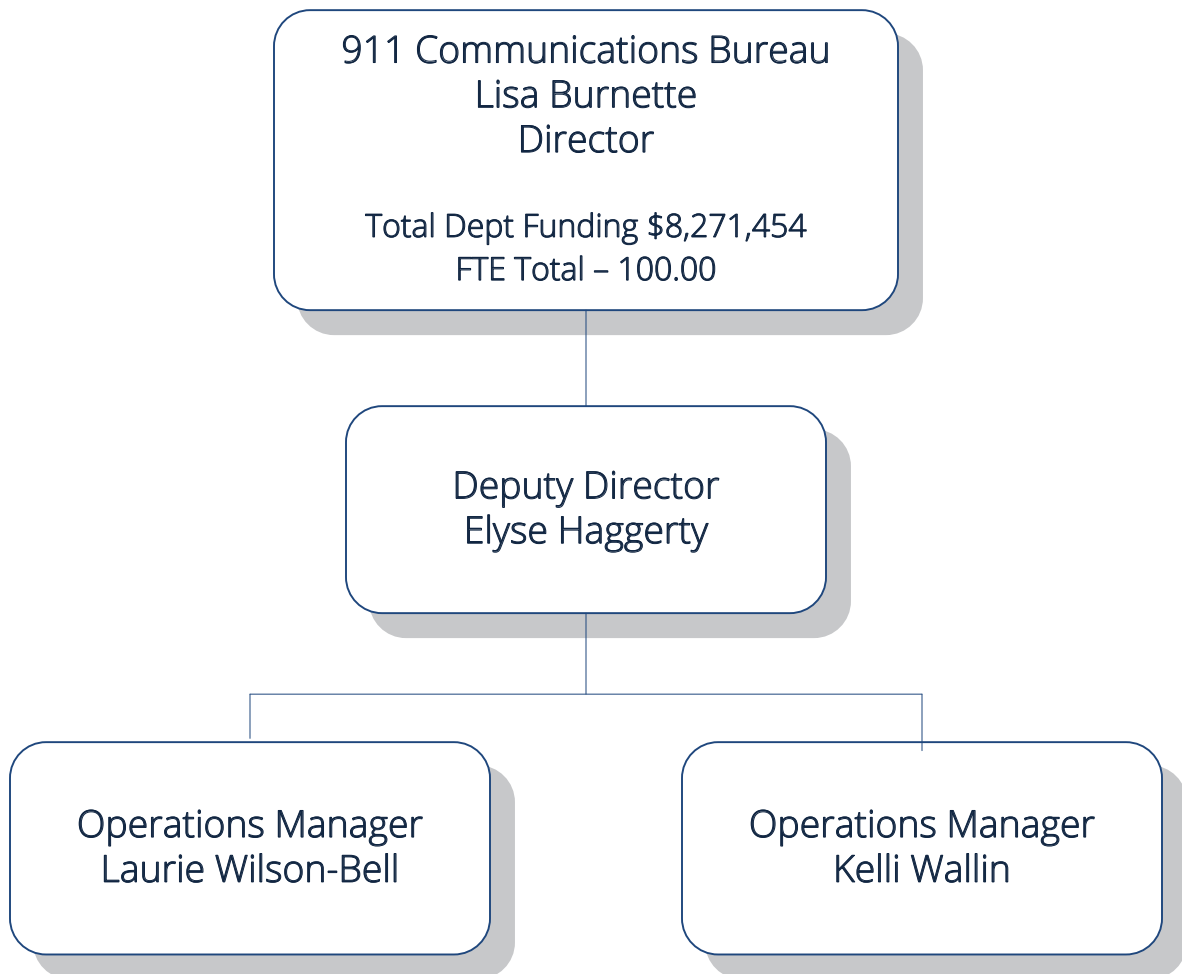 911 Communications Bureau
Lisa Burnette
Director
Total Dept Funding $8,271,454
FTE Total – 100.00
Deputy Director
Elyse Haggerty
Operations Manager
Laurie Wilson-Bell
Operations Manager
Kelli Wallin